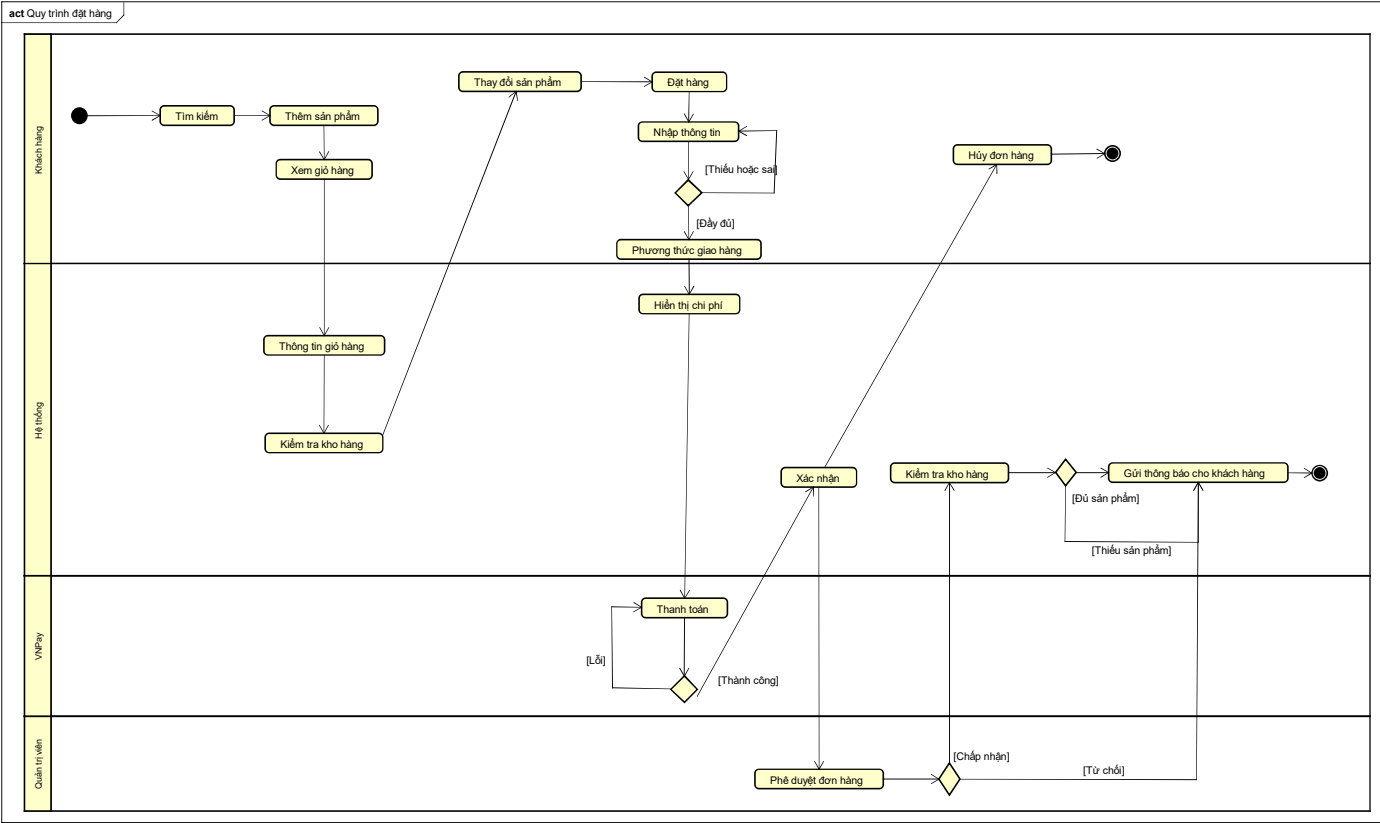 act Quy trình đặt hàng
Khách hàng
Tìm kiếm
Thêm sản phẩm
Xem giỏ hàng
Thay đổi sản phẩm
Đặt hàng
Nhập thông tin
[Thiếu hoặc sai]
[Đầy đủ]
Phương thức giao hàng
Hủy đơn hàng
Hệ thống
Hiển thị chi phí
Thông tin giỏ hàng
Kiểm tra kho hàng
Xác nhận
Kiểm tra kho hàng
Gửi thông báo cho khách hàng
[Đủ sản phẩm]
[Thiếu sản phẩm]
VNPay
Thanh toán
[Lỗi]
[Thành công]
Quản trị viên
Phê duyệt đơn hàng
[Chấp nhận]
[Từ chối]